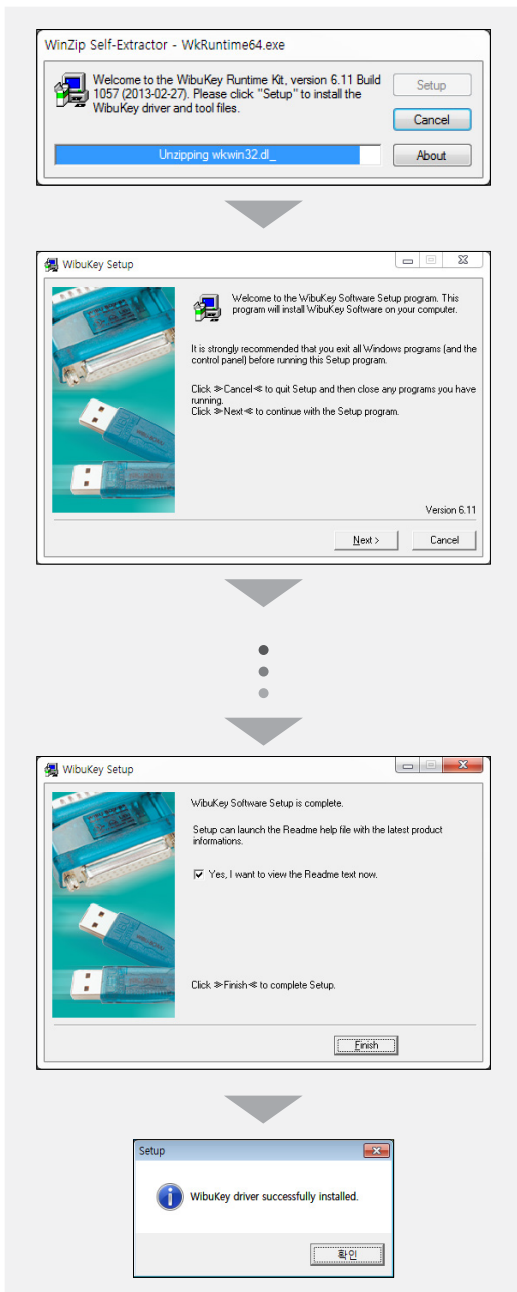 WinZip Self-Extractor - WkRuntime64.exe
Welcome to the WibuKey Runtime Kit, version 6.11 Build
1057 (2013-02-27). Please click "Setup" to install the
WibuKey driver and tool files.
Setup
Cancel
Unzipping wkwin32.dl_
About
WibuKey Setup
Welcome to the WibuKey Software Setup program. This
program will install WibuKey Software on your computer.
It is strongly recommended that you exit all Windows programs (and the
control panel) before running this Setup program.
Click ≫Cancel≪ to quit Setup and then close any programs you have
running.
Click ≫Next≪ to continue with the Setup program.
Version 6.11
Next >
Cancel
WibuKey Setup
WibuKey Software Setup is complete.
Setup can launch the Readme help file with the latest product
informations.
Yes, I want to view the Readme text now.
Click ≫Finish≪ to complete Setup.
Finish
Setup
WibuKey driver successfully installed.
확인